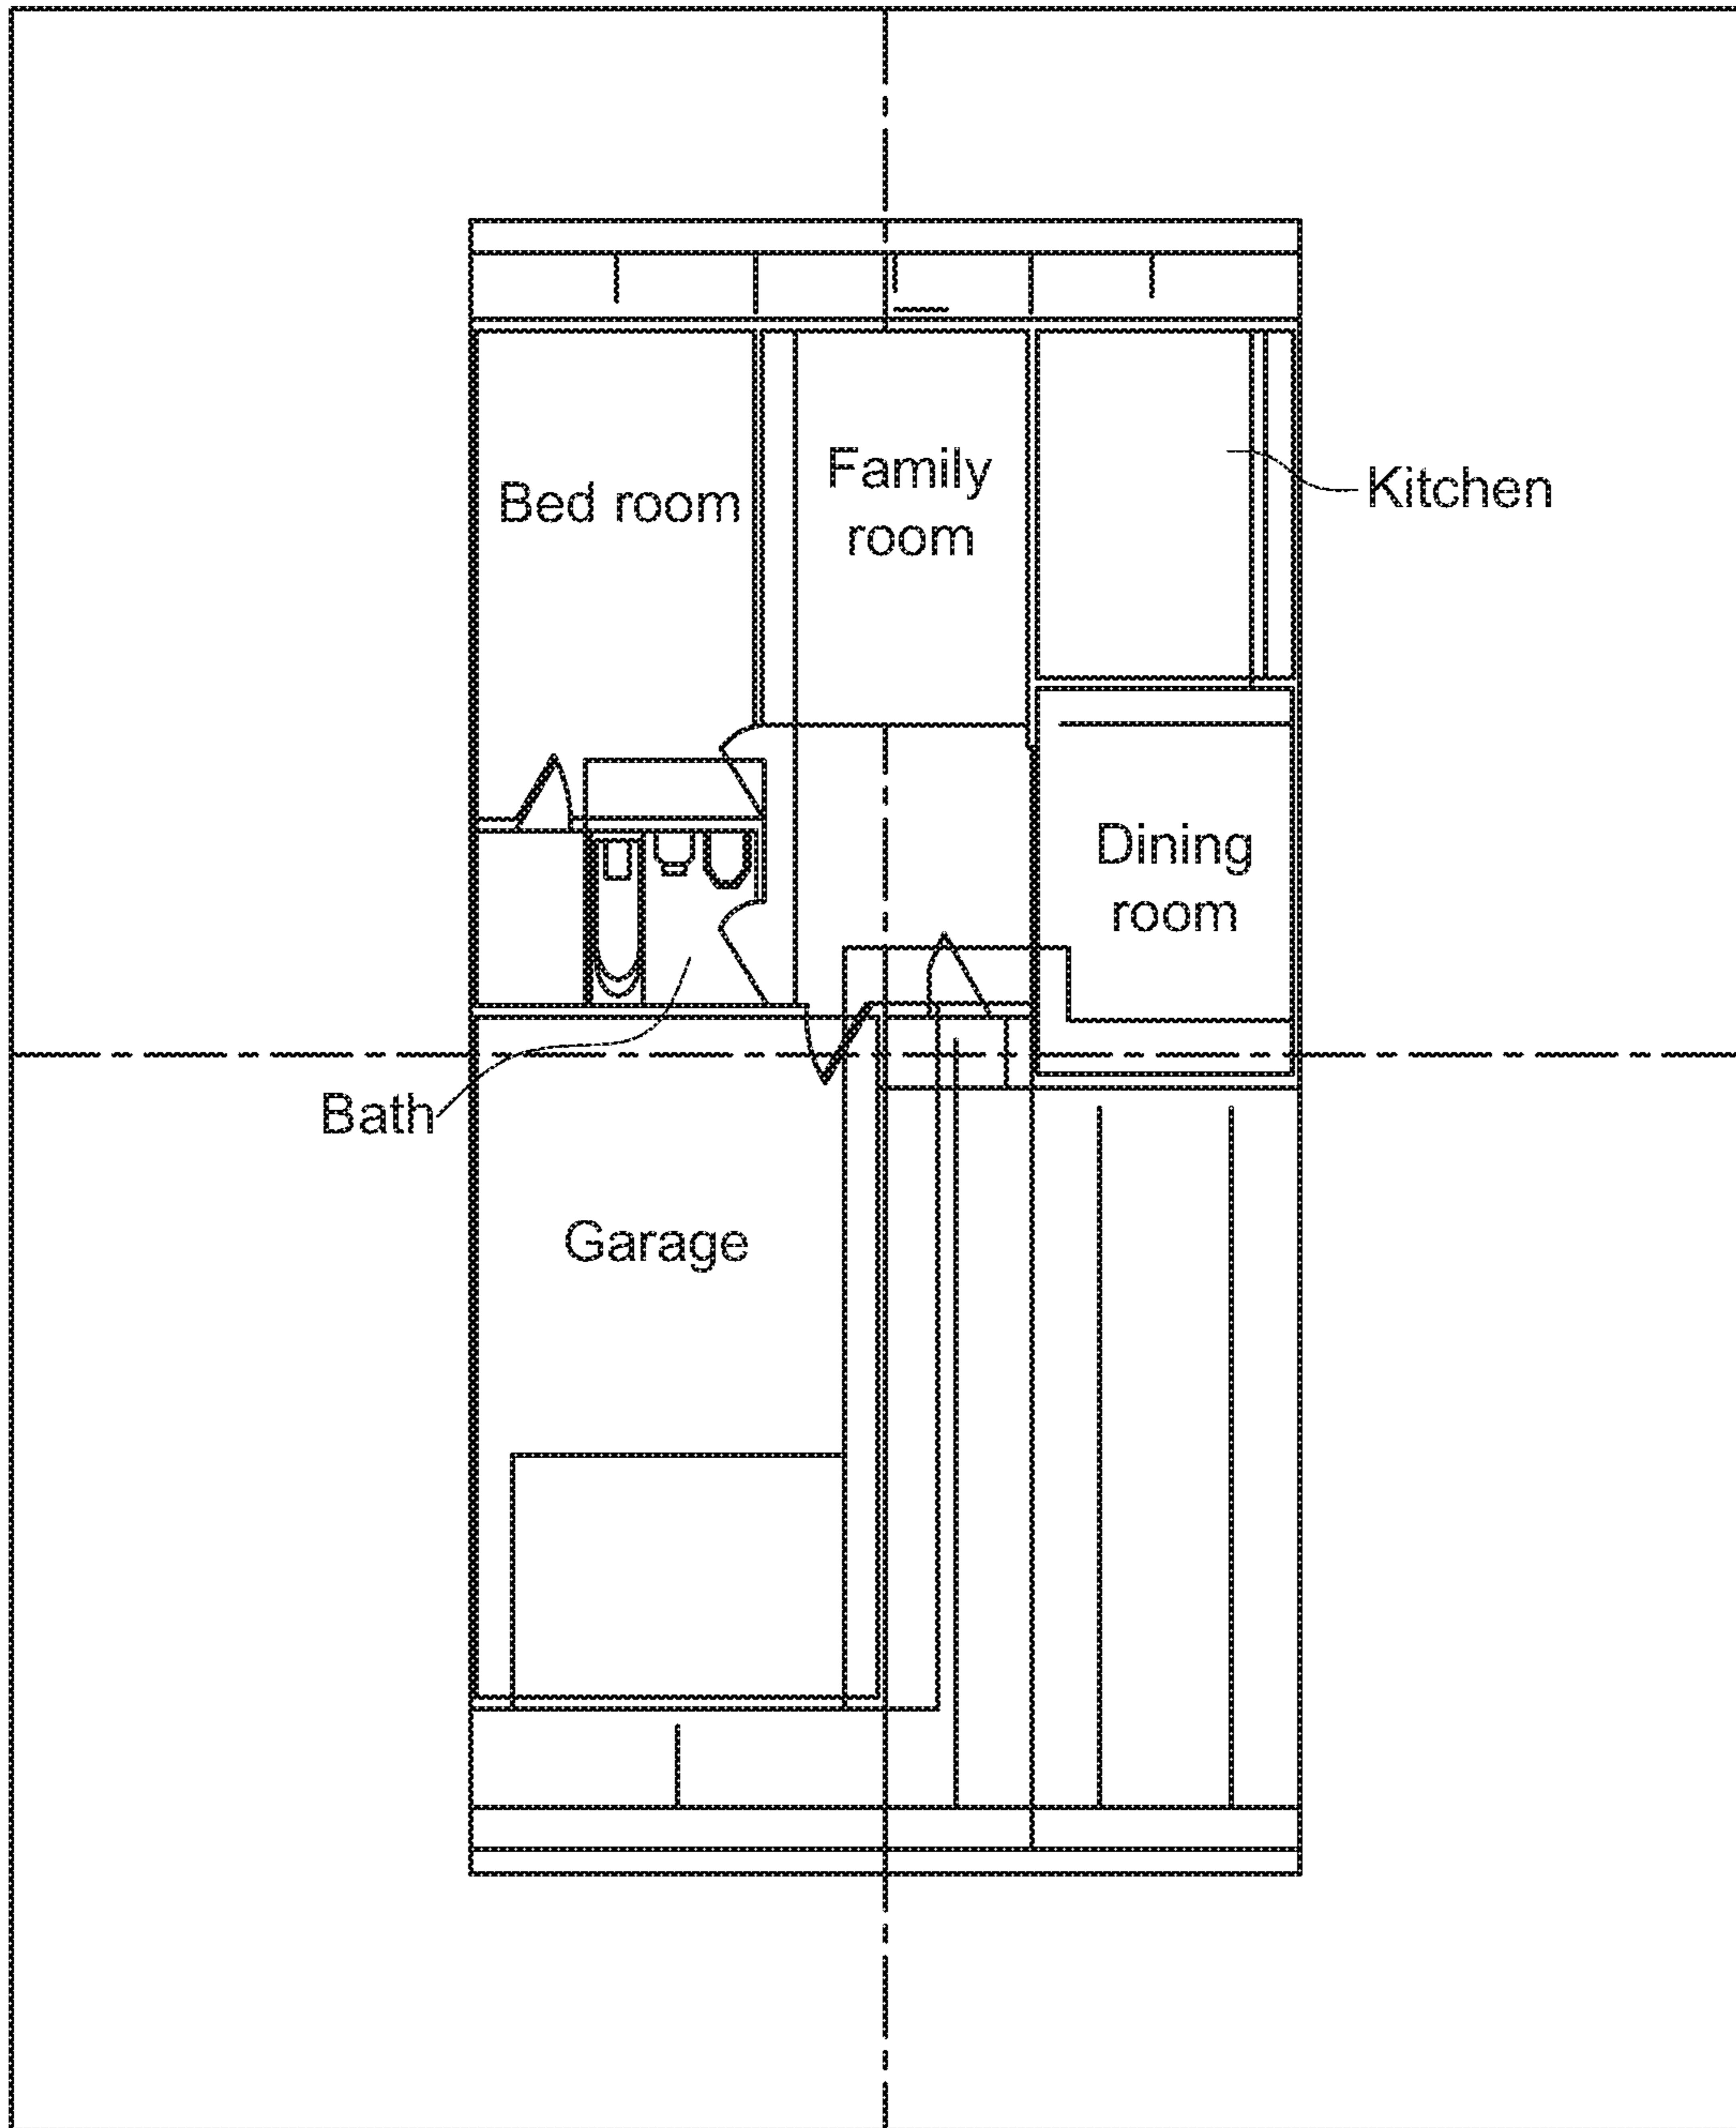 Family
room
Bed room
Kitchen
Dining
room
Bath
Garage